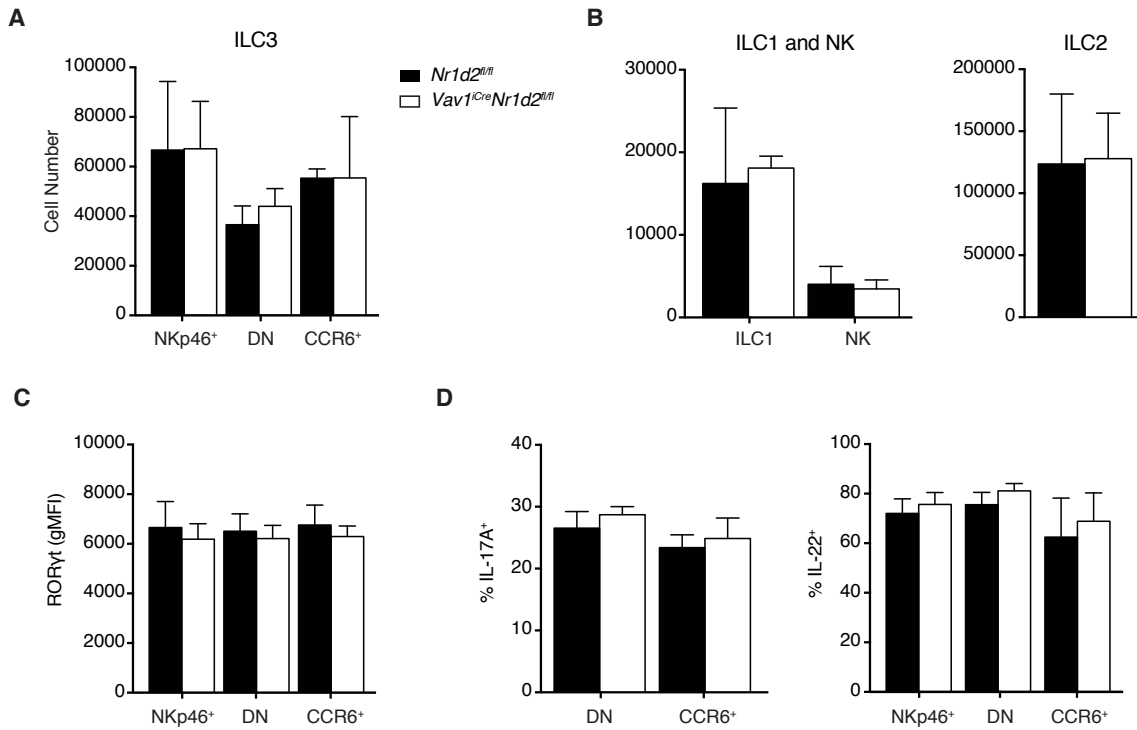 A
ILC3
100000
80000
60000
40000
20000
0
Cell Number
NKp46⁺ DN CCR6⁺
Nr1d2fl/fl
Vav1iCreNr1d2fl/fl
B
ILC1 and NK
30000
20000
10000
0
ILC1 NK
ILC2
200000
150000
100000
50000
0
C
10000
8000
6000
4000
2000
0
RORγt (gMFI)
NKp46⁺ DN CCR6⁺
D
40
30
20
10
0
% IL-17A⁺
DN CCR6⁺
100
80
60
40
20
0
% IL-22⁺
NKp46⁺ DN CCR6⁺